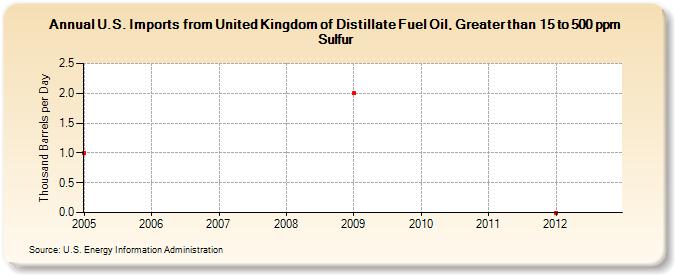 Annual U.S. Imports from United Kingdom of Distillate Fuel Oil, Greater than 15 to 500 ppm
Sulfur
Thousand Barrels per Day
2.5
2.0
1.5
1.0
0.5
0.0
2005 2006 2007 2008 2009 2010 2011 2012
Source: U.S. Energy Information Administration